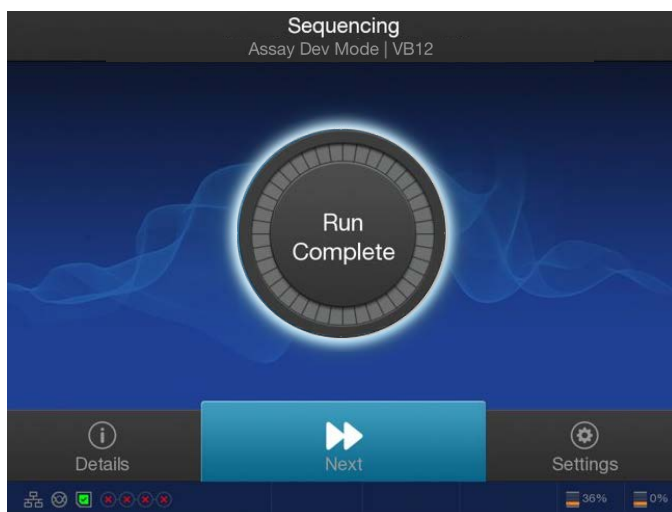 Sequencing
Assay Dev Mode | VB12
Run
Complete
Details
Next
Settings
36%
0%